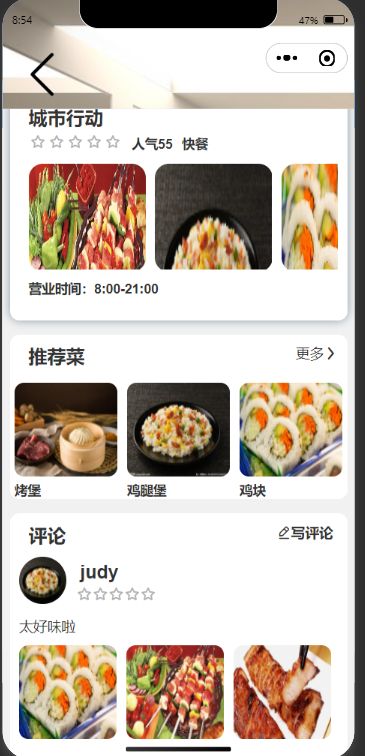 8:54
47%
城市行动
人气55 快餐
营业时间：8:00-21:00
推荐菜
更多
烤堡
鸡腿堡
鸡块
评论
写评论
judy
太好味啦